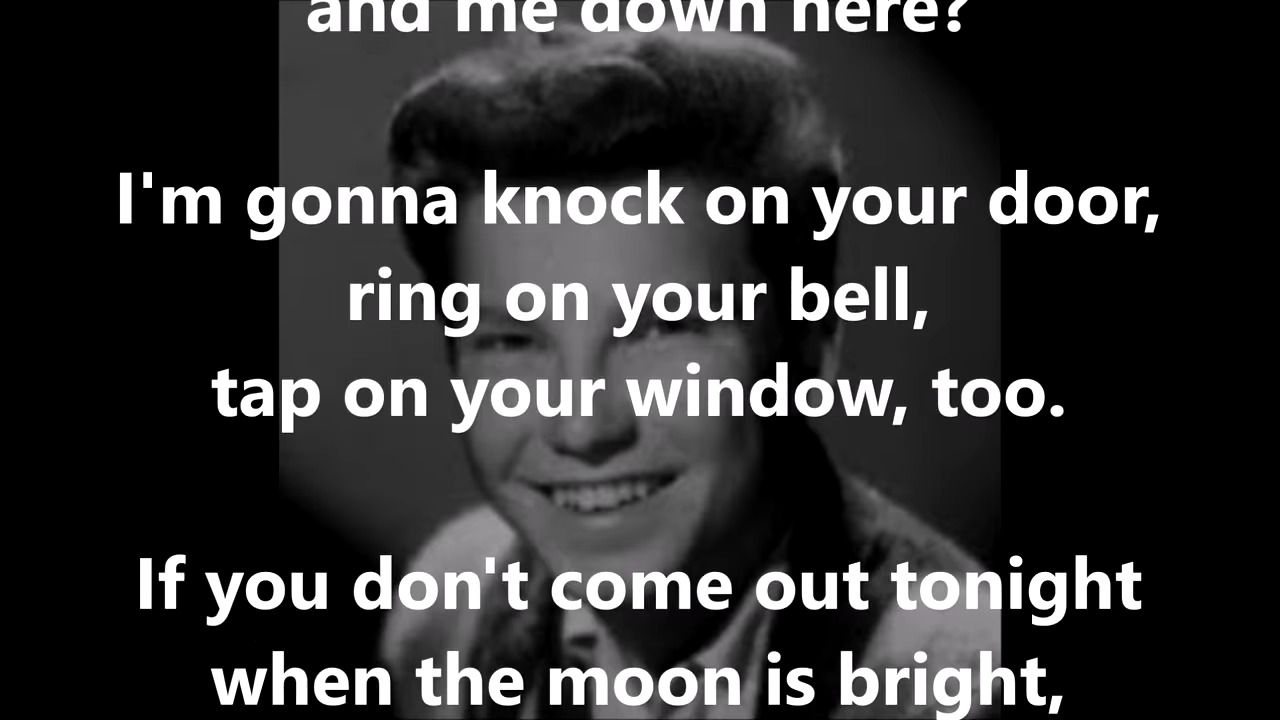 and me down here?
I'm gonna knock on your door,
ring on your bell,
tap on your window, too.
If you don't come out tonight
when the moon is bright,